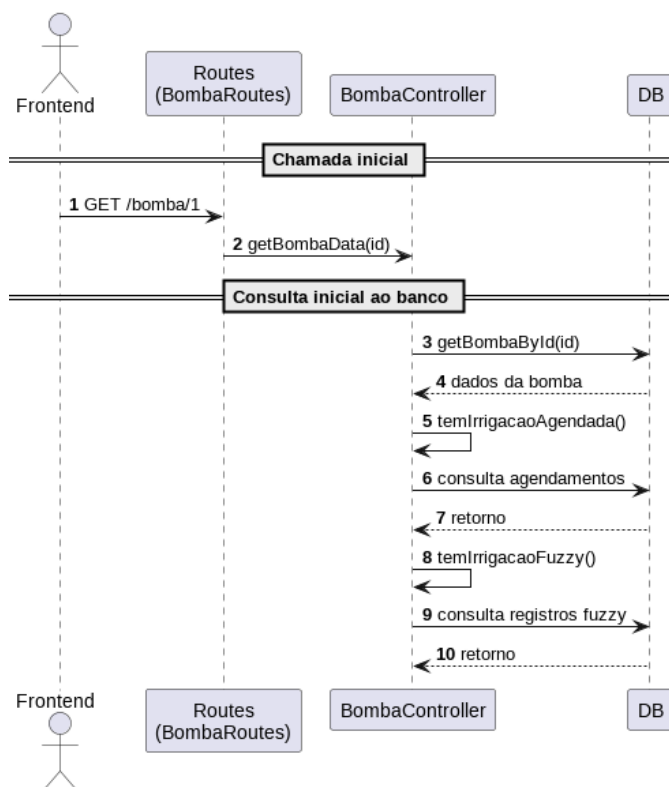 Frontend
Routes
(BombaRoutes)
BombaController
DB
Chamada inicial
1 GET /bomba/1
2 getBombaData(id)
Consulta inicial ao banco
3 getBombaById(id)
4 dados da bomba
5 temIrrigacaoAgendada()
6 consulta agendamentos
7 retorno
8 temIrrigacaoFuzzy()
9 consulta registros fuzzy
10 retorno
Frontend
Routes
(BombaRoutes)
BombaController
DB